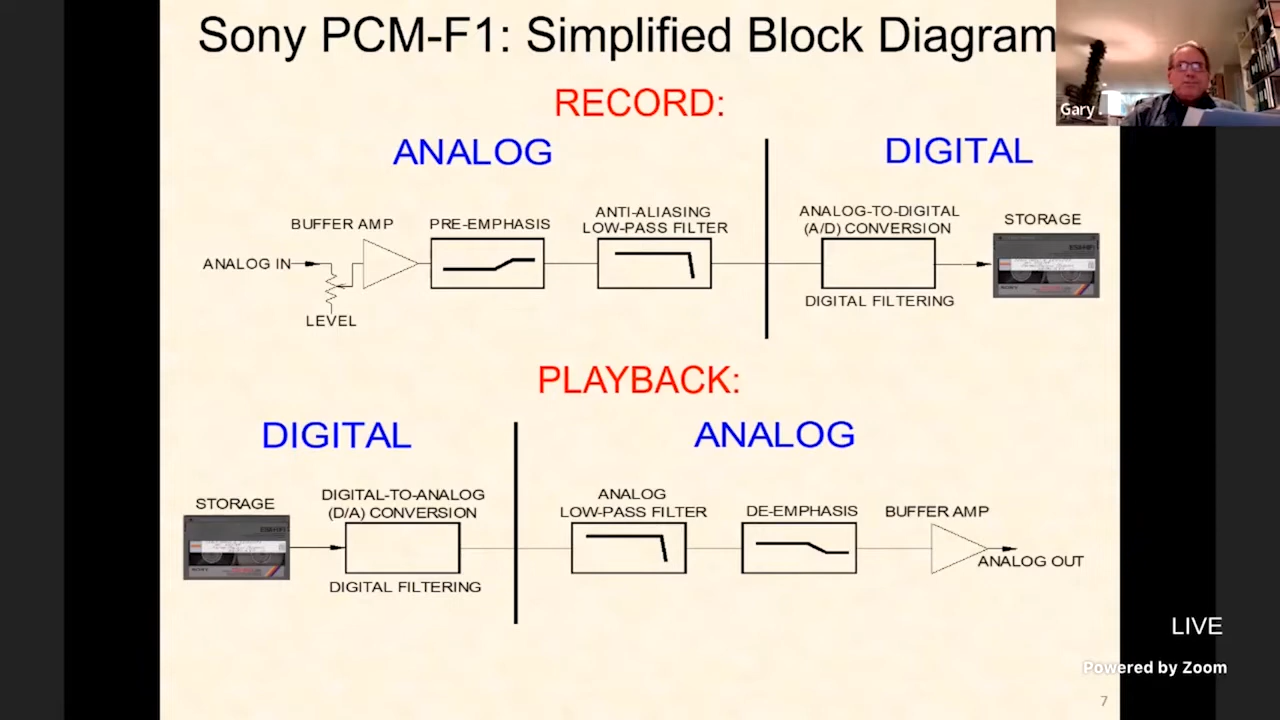 Sony PCM-F1: Simplified Block Diagram
Gary
RECORD:
ANALOG
DIGITAL
BUFFER AMP
PRE-EMPHASIS
ANTI-ALIASING
LOW-PASS FILTER
ANALOG-TO-DIGITAL
(A/D) CONVERSION
STORAGE
ANALOG IN
LEVEL
DIGITAL FILTERING
PLAYBACK:
DIGITAL
ANALOG
STORAGE
DIGITAL-TO-ANALOG
(D/A) CONVERSION
ANALOG
LOW-PASS FILTER
DE-EMPHASIS
BUFFER AMP
ANALOG OUT
DIGITAL FILTERING
LIVE
Powered by Zoom
7